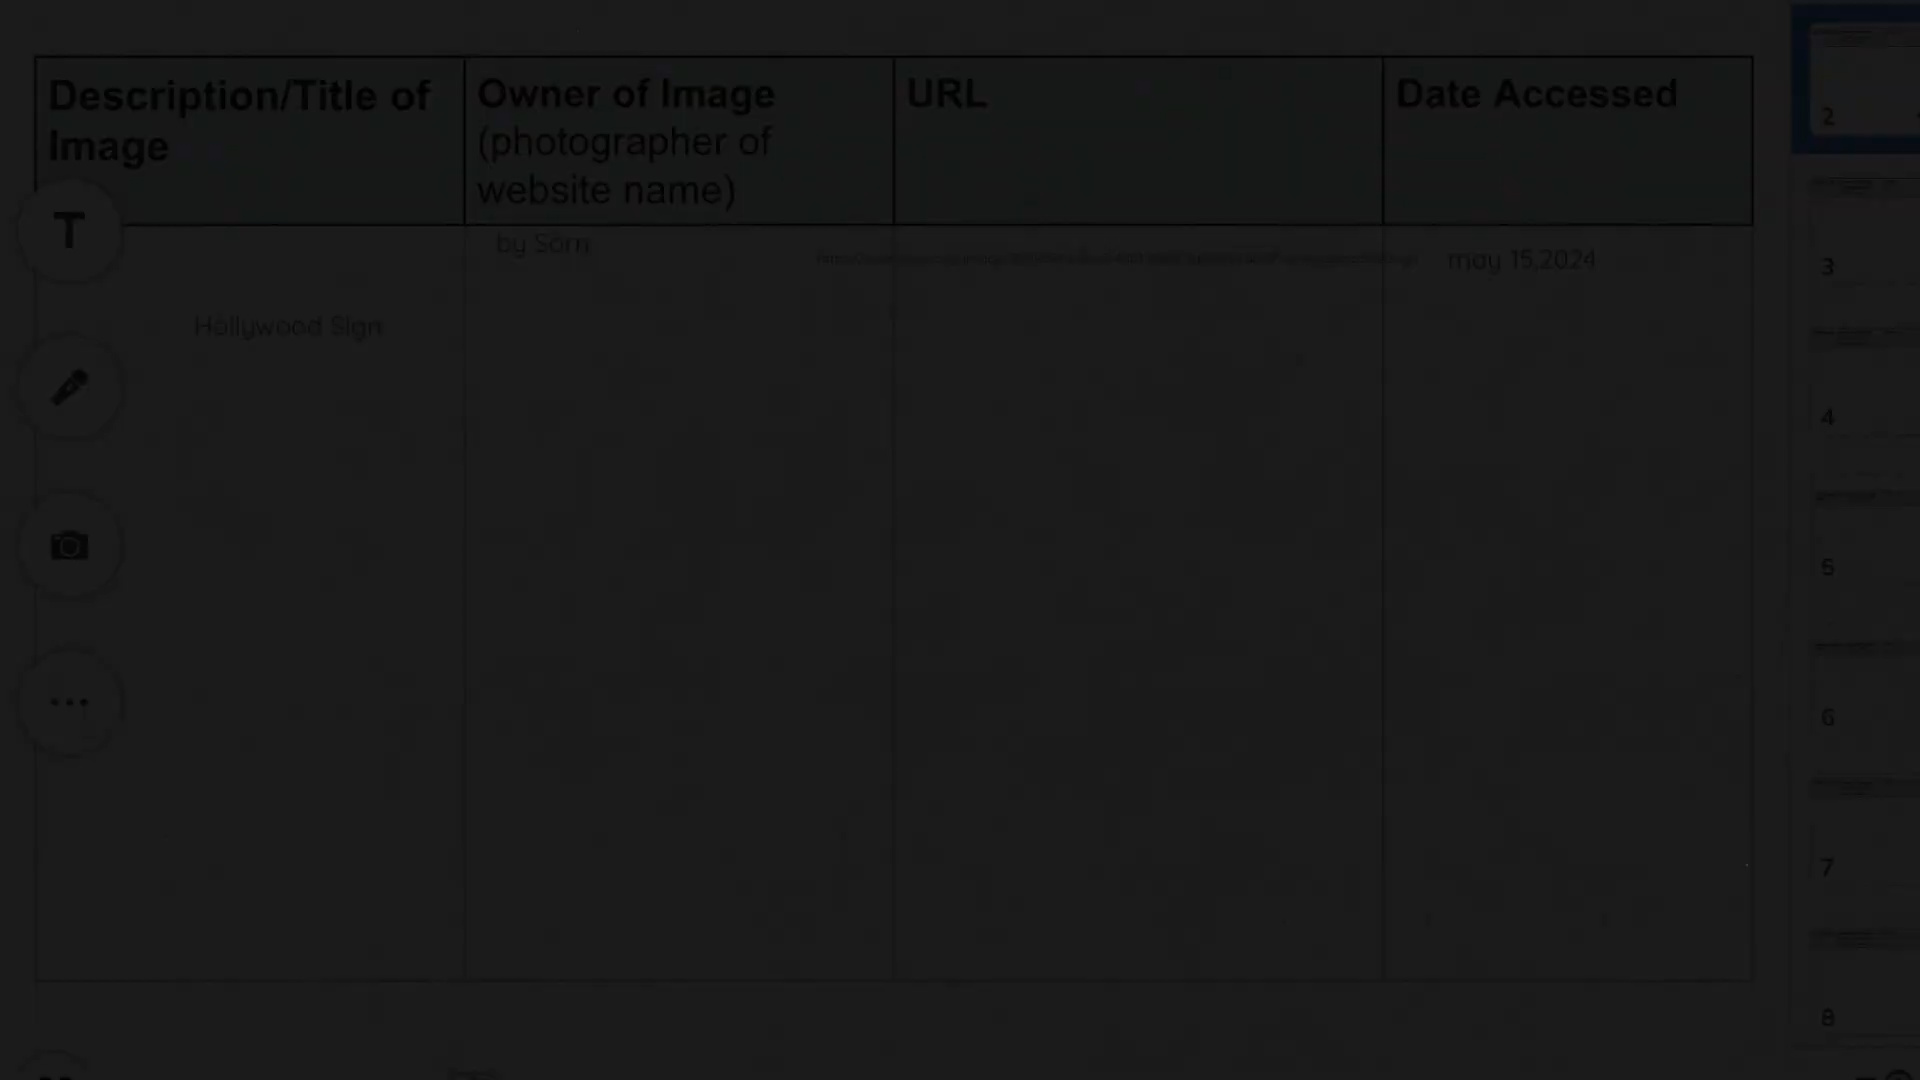 Description/Title of
Image
Owner of Image
(photographer of
website name)
URL
Date Accessed
T
by Som
may 15,2024
Hollywood Sign
2
3
4
5
6
7
8